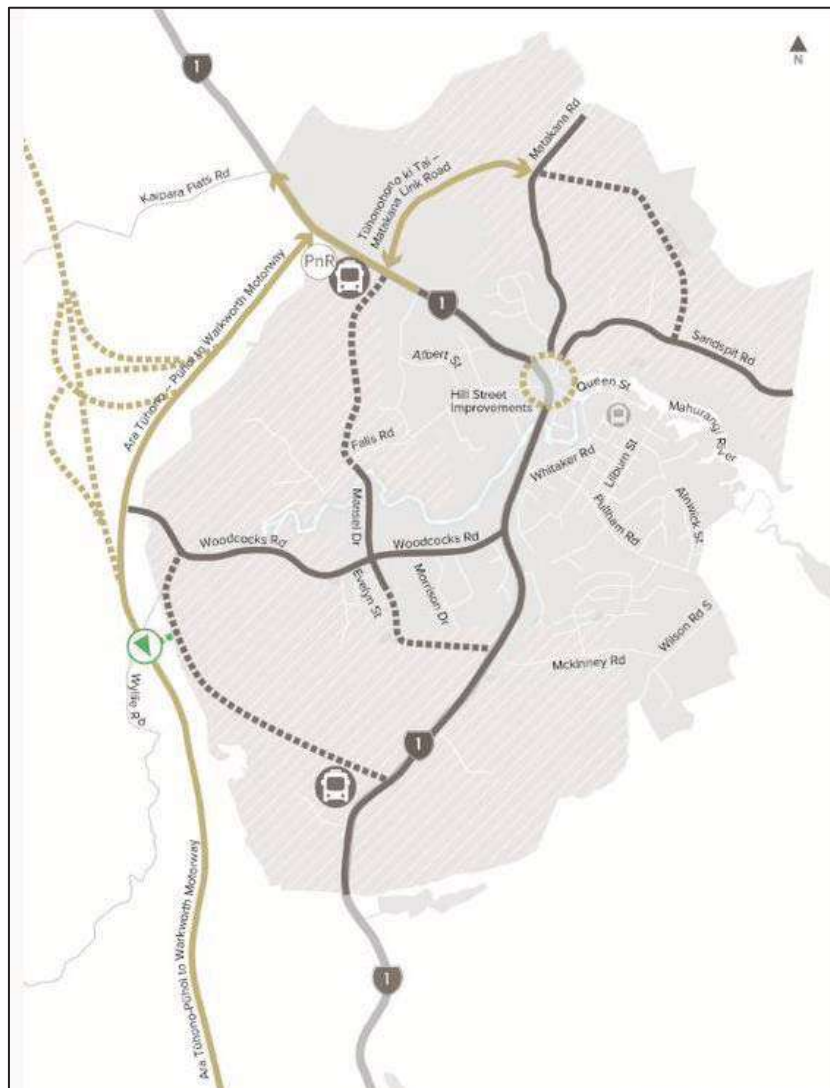 1
N
Matakana Rd
Kaipara Flats Rd
Tūhonohono ki Tai –
Matakana Link Road
PnR
Ara Tūhono – Pūhoi to Warkworth Motorway
1
Albert St
Sandspit Rd
Hill Street
Improvements
Queen St
Mahurangi
River
Falls Rd
Whitaker Rd
Lilburn St
Pulham Rd
Alnwick St
Mansel Dr
Woodcocks Rd
Woodcocks Rd
Evelyn St
Morrison Dr
Wilson Rd S
Mckinney Rd
Wyllie Rd
1
Ara Tūhono-Pūhoi to Warkworth Motorway
1